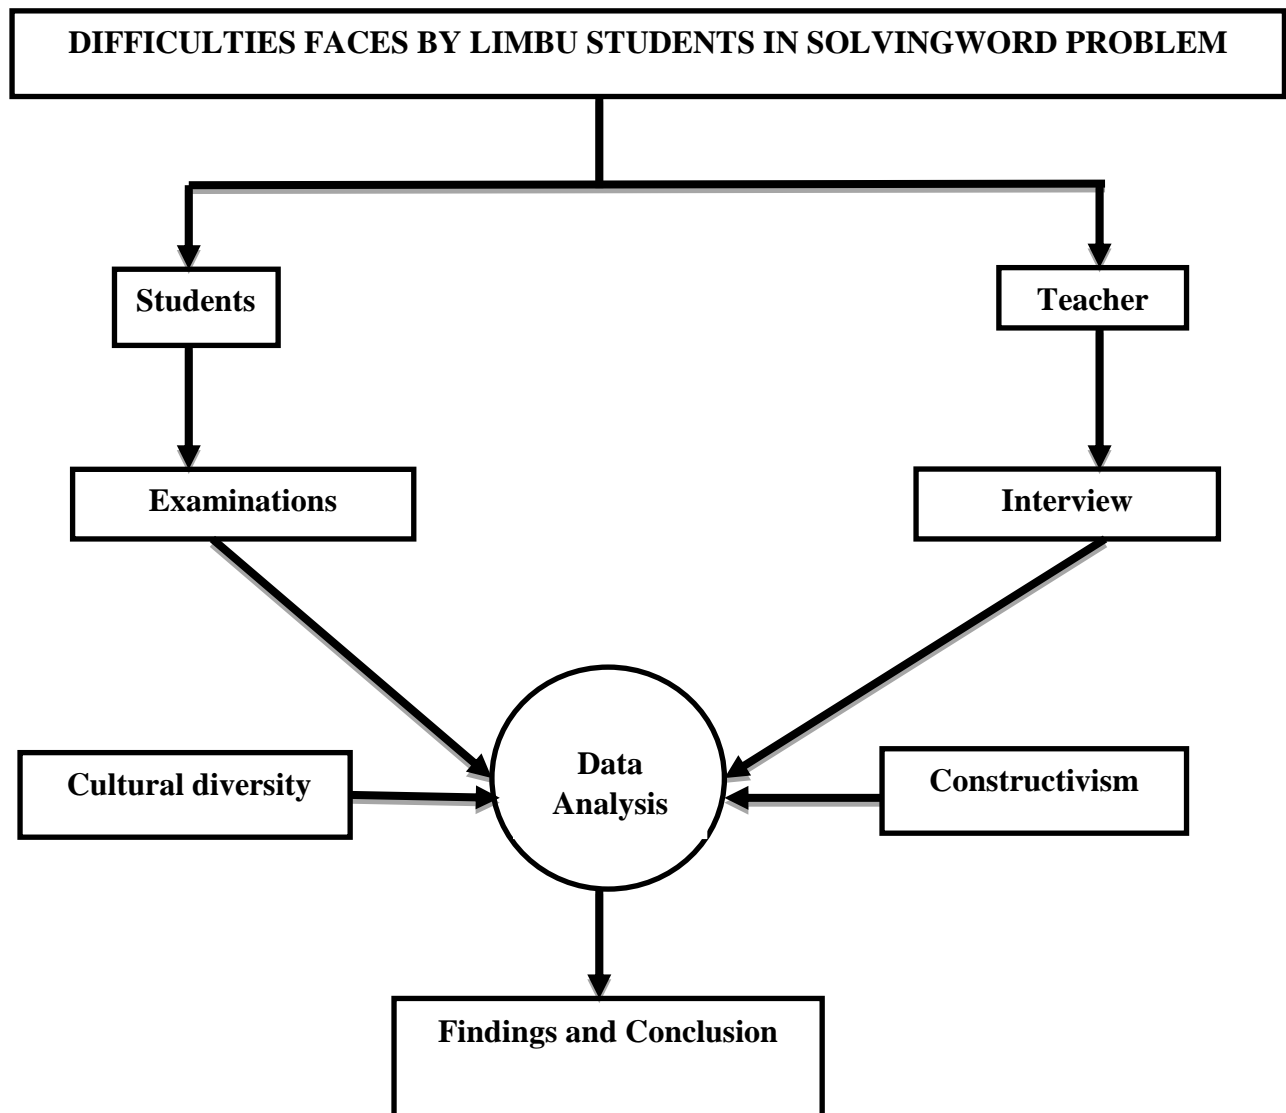 DIFFICULTIES FACES BY LIMBU STUDENTS IN SOLVINGWORD PROBLEM
Students
Teacher
Examinations
Interview
Cultural diversity
Data
Analysis
Constructivism
Findings and Conclusion